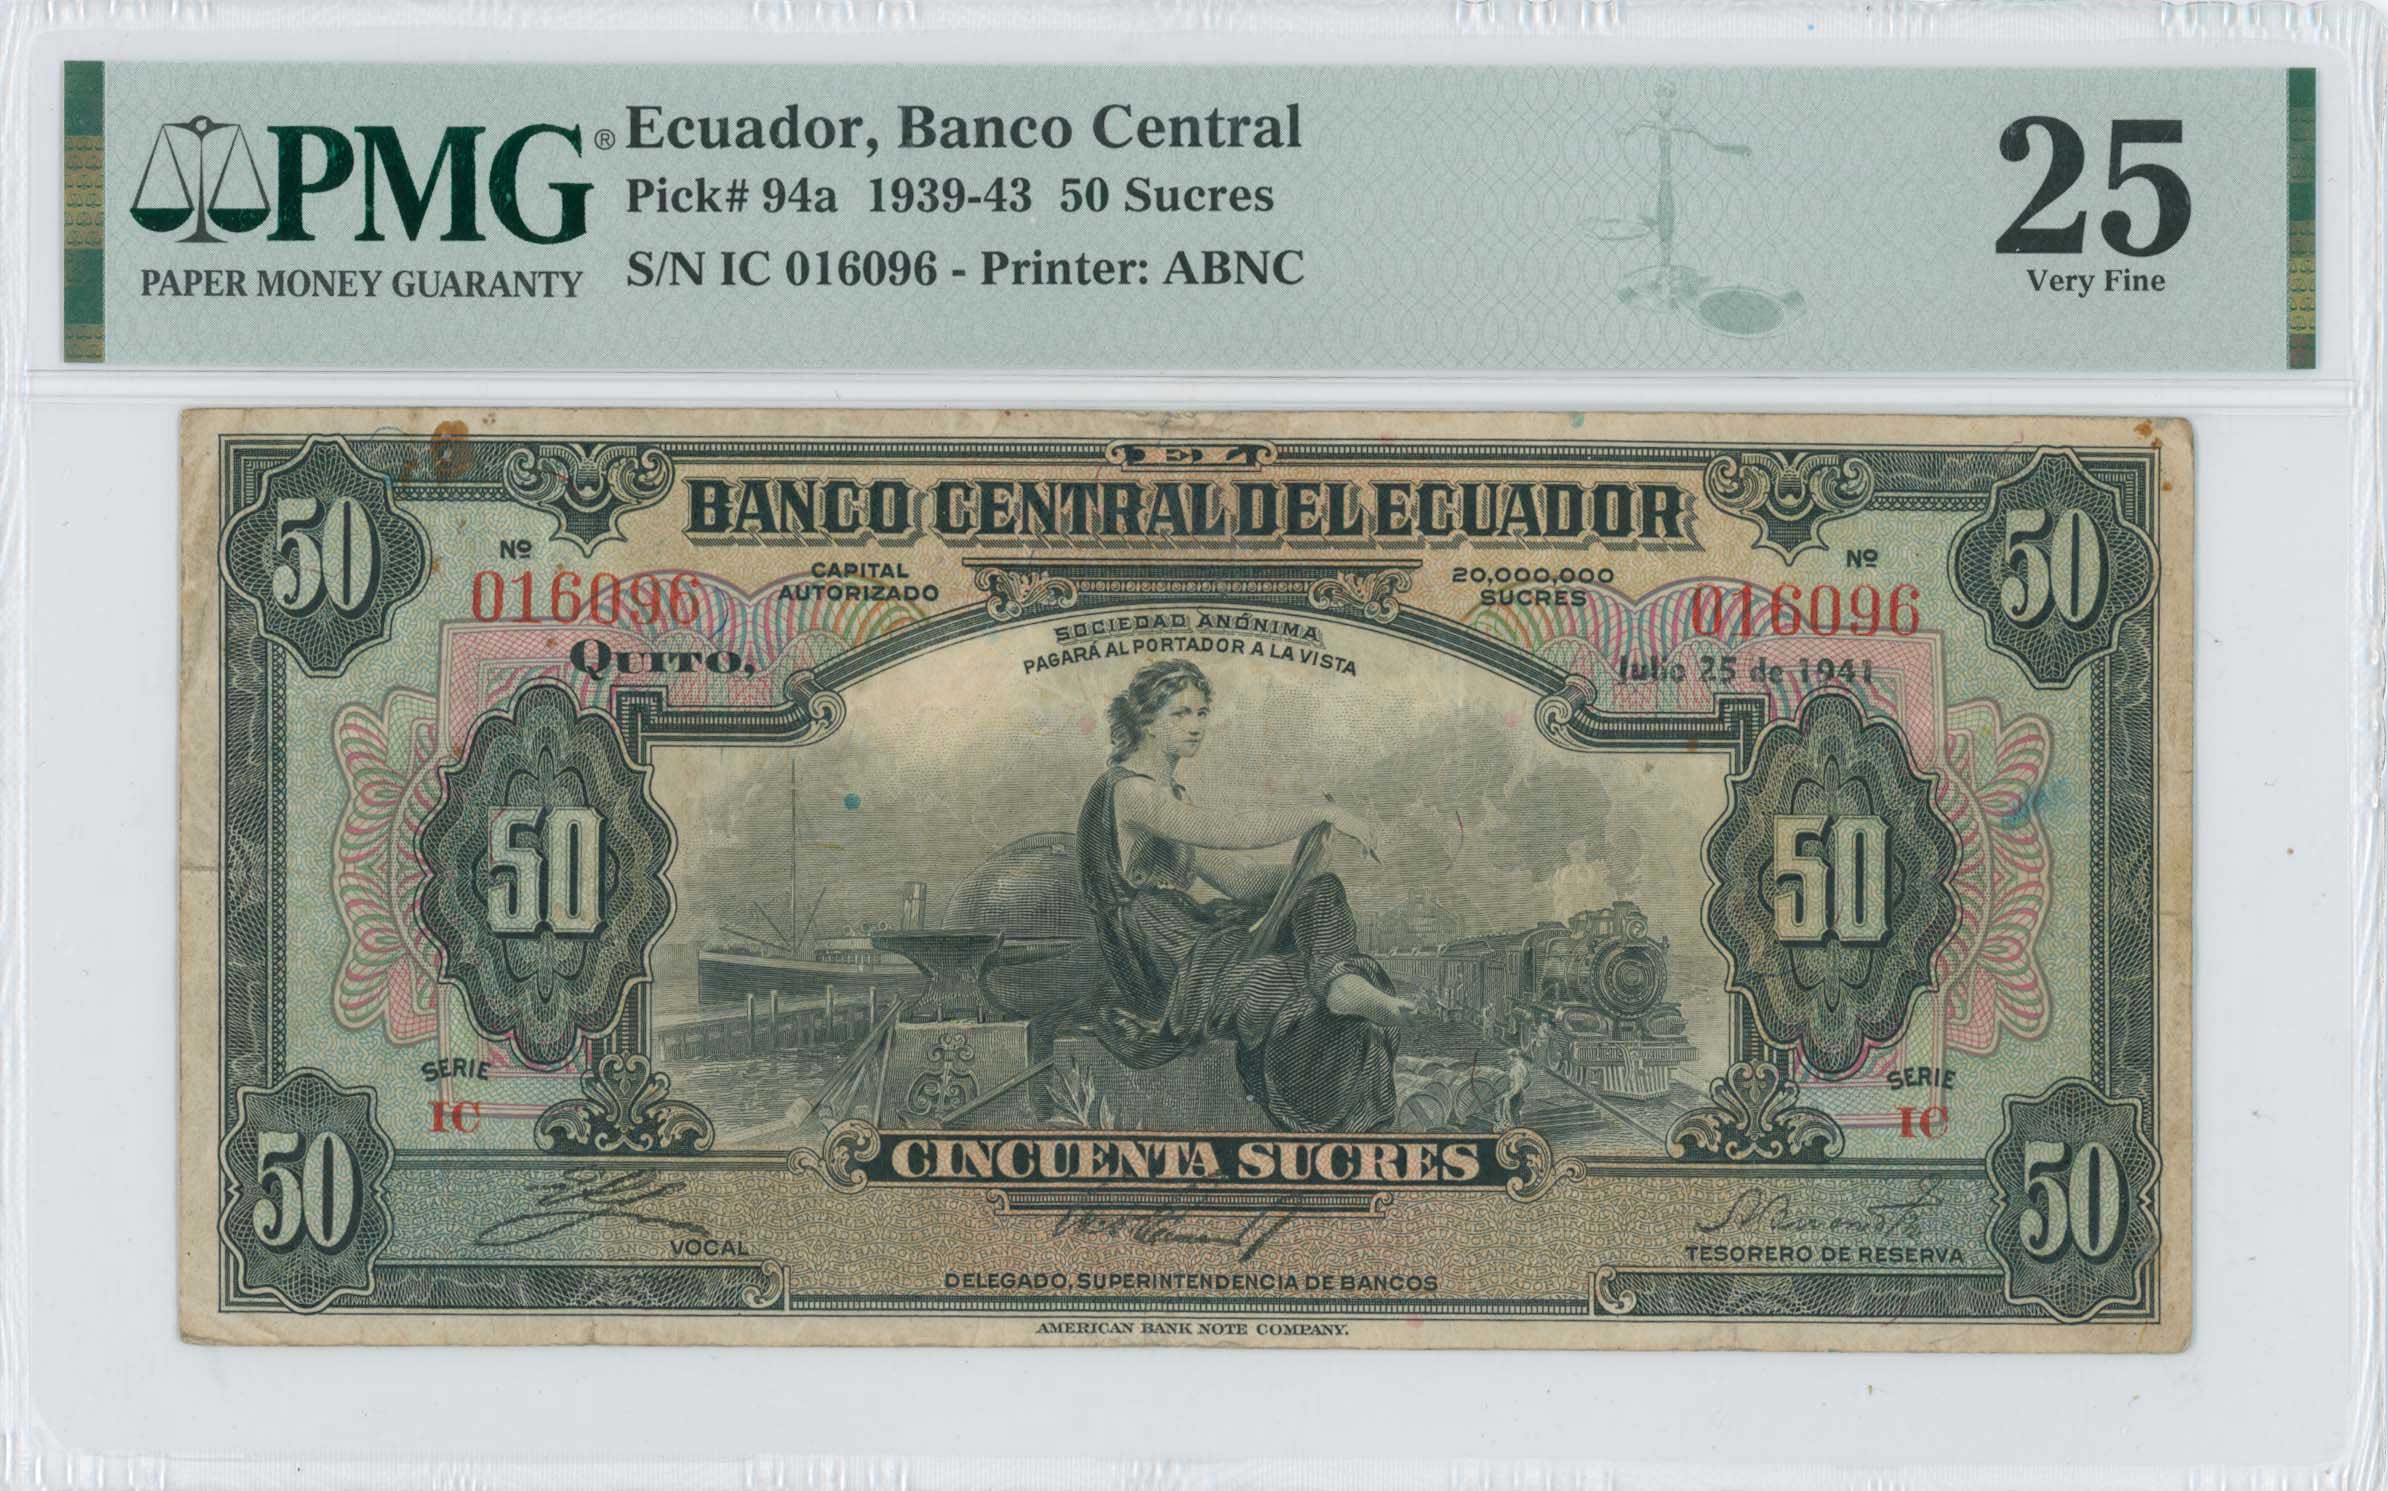 PMG®
PAPER MONEY GUARANTY
Ecuador, Banco Central
Pick# 94a 1939-43 50 Sucres
S/N IC 016096 - Printer: ABNC
25
Very Fine
EL
BANCO CENTRAL DEL ECUADOR
50
50
Nº
016096
CAPITAL
AUTORIZADO
20,000,000
SUCRES
Nº
016096
SOCIEDAD ANÓNIMA
PAGARÁ AL PORTADOR A LA VISTA
QUITO,
Julio 25 de 1941
50
50
SERIE
IC
SERIE
IC
50
50
CINCUENTA SUCRES
VOCAL
DELEGADO, SUPERINTENDENCIA DE BANCOS
TESORERO DE RESERVA
AMERICAN BANK NOTE COMPANY.